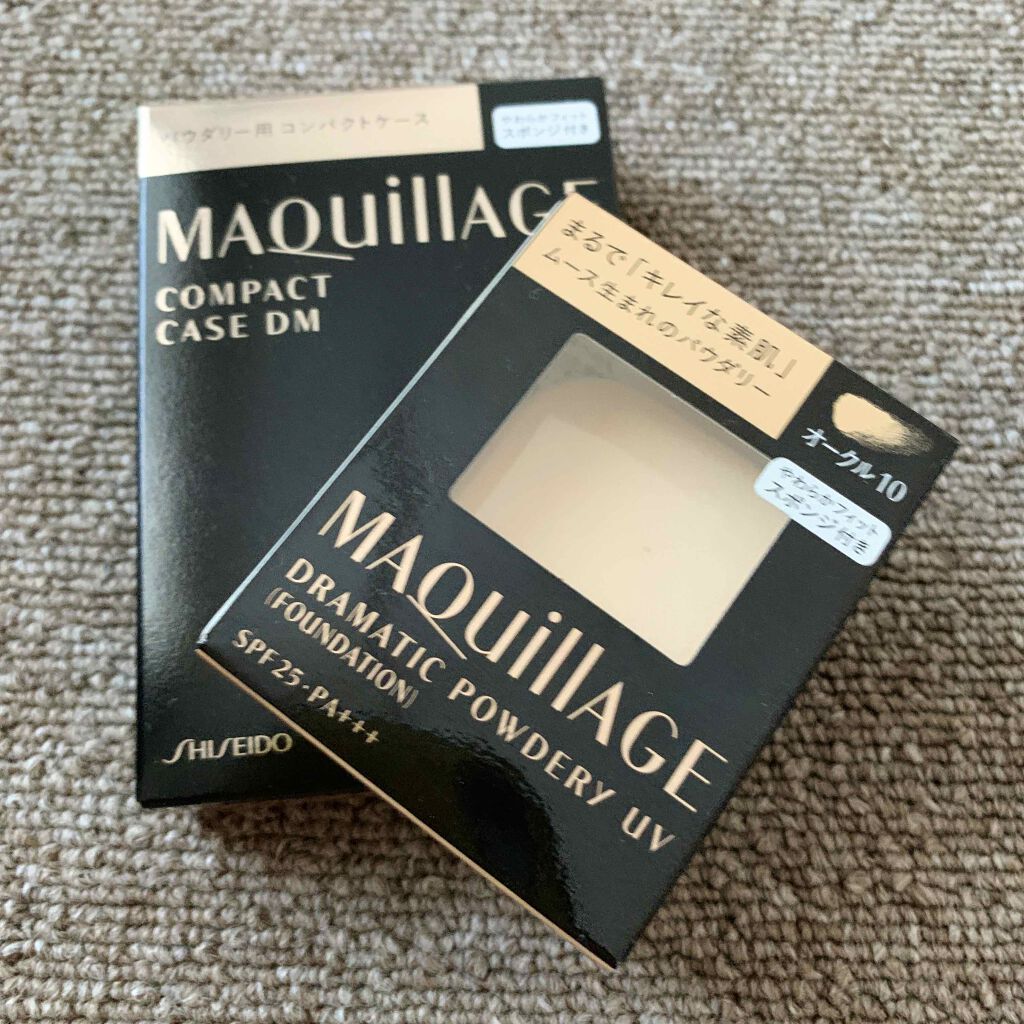 パウダリー用 コンパクトケース
やわらかフィット
スポンジ付き
MAQuillAGE
COMPACT
CASE DM
SHISEIDO
まるで「キレイな素肌」
ムース生まれのパウダリー
オークル10
やわらかフィット
スポンジ付き
MAQuillAGE
DRAMATIC POWDERY UV
(FOUNDATION)
SPF25・PA+++